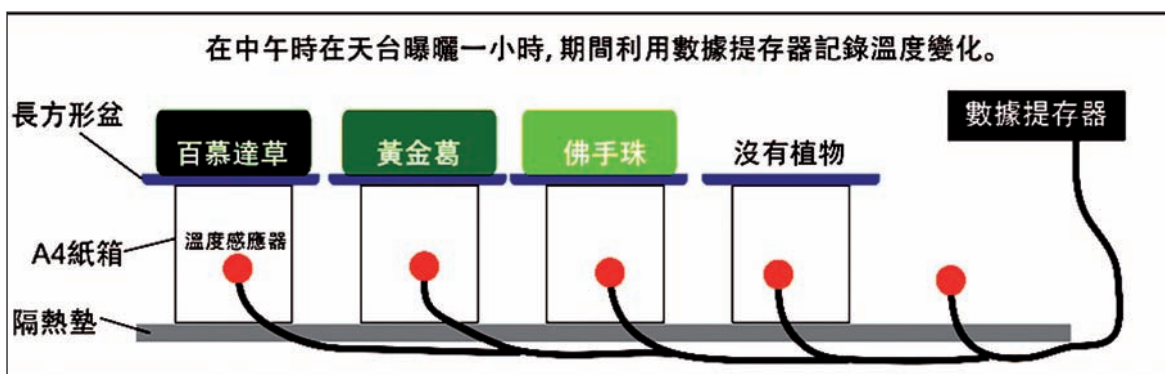 在中午時在天台曝曬一小時,期間利用數據提存器記錄溫度變化。
長方形盆
百慕達草
黃金葛
佛手珠
沒有植物
數據提存器
A4紙箱
溫度感應器
隔熱墊